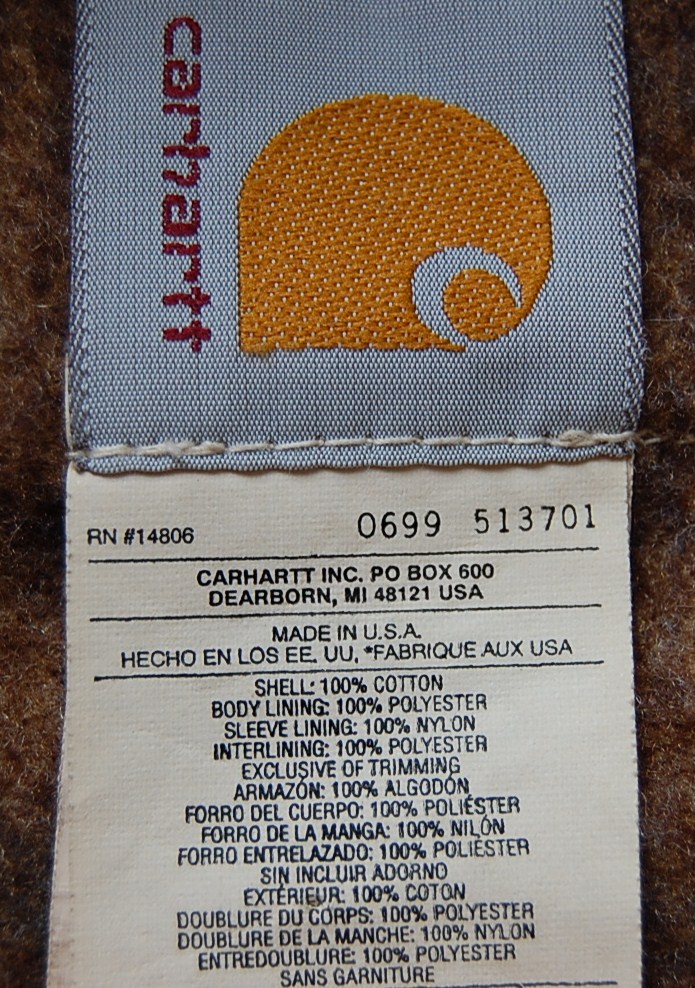 carhartt
RN #14806 0699 513701
CARHARTT INC. PO BOX 600
DEARBORN, MI 48121 USA
MADE IN U.S.A.
HECHO EN LOS EE. UU. *FABRIQUE AUX USA
SHELL: 100% COTTON
BODY LINING: 100% POLYESTER
SLEEVE LINING: 100% NYLON
INTERLINING: 100% POLYESTER
EXCLUSIVE OF TRIMMING
ARMAZÓN: 100% ALGODÓN
FORRO DEL CUERPO: 100% POLIÉSTER
FORRO DE LA MANGA: 100% NILÓN
FORRO ENTRELAZADO: 100% POLIÉSTER
SIN INCLUIR ADORNO
EXTÉRIEUR: 100% COTON
DOUBLURE DU CORPS: 100% POLYESTER
DOUBLURE DE LA MANCHE: 100% NYLON
ENTREDOUBLURE: 100% POLYESTER
SANS GARNITURE